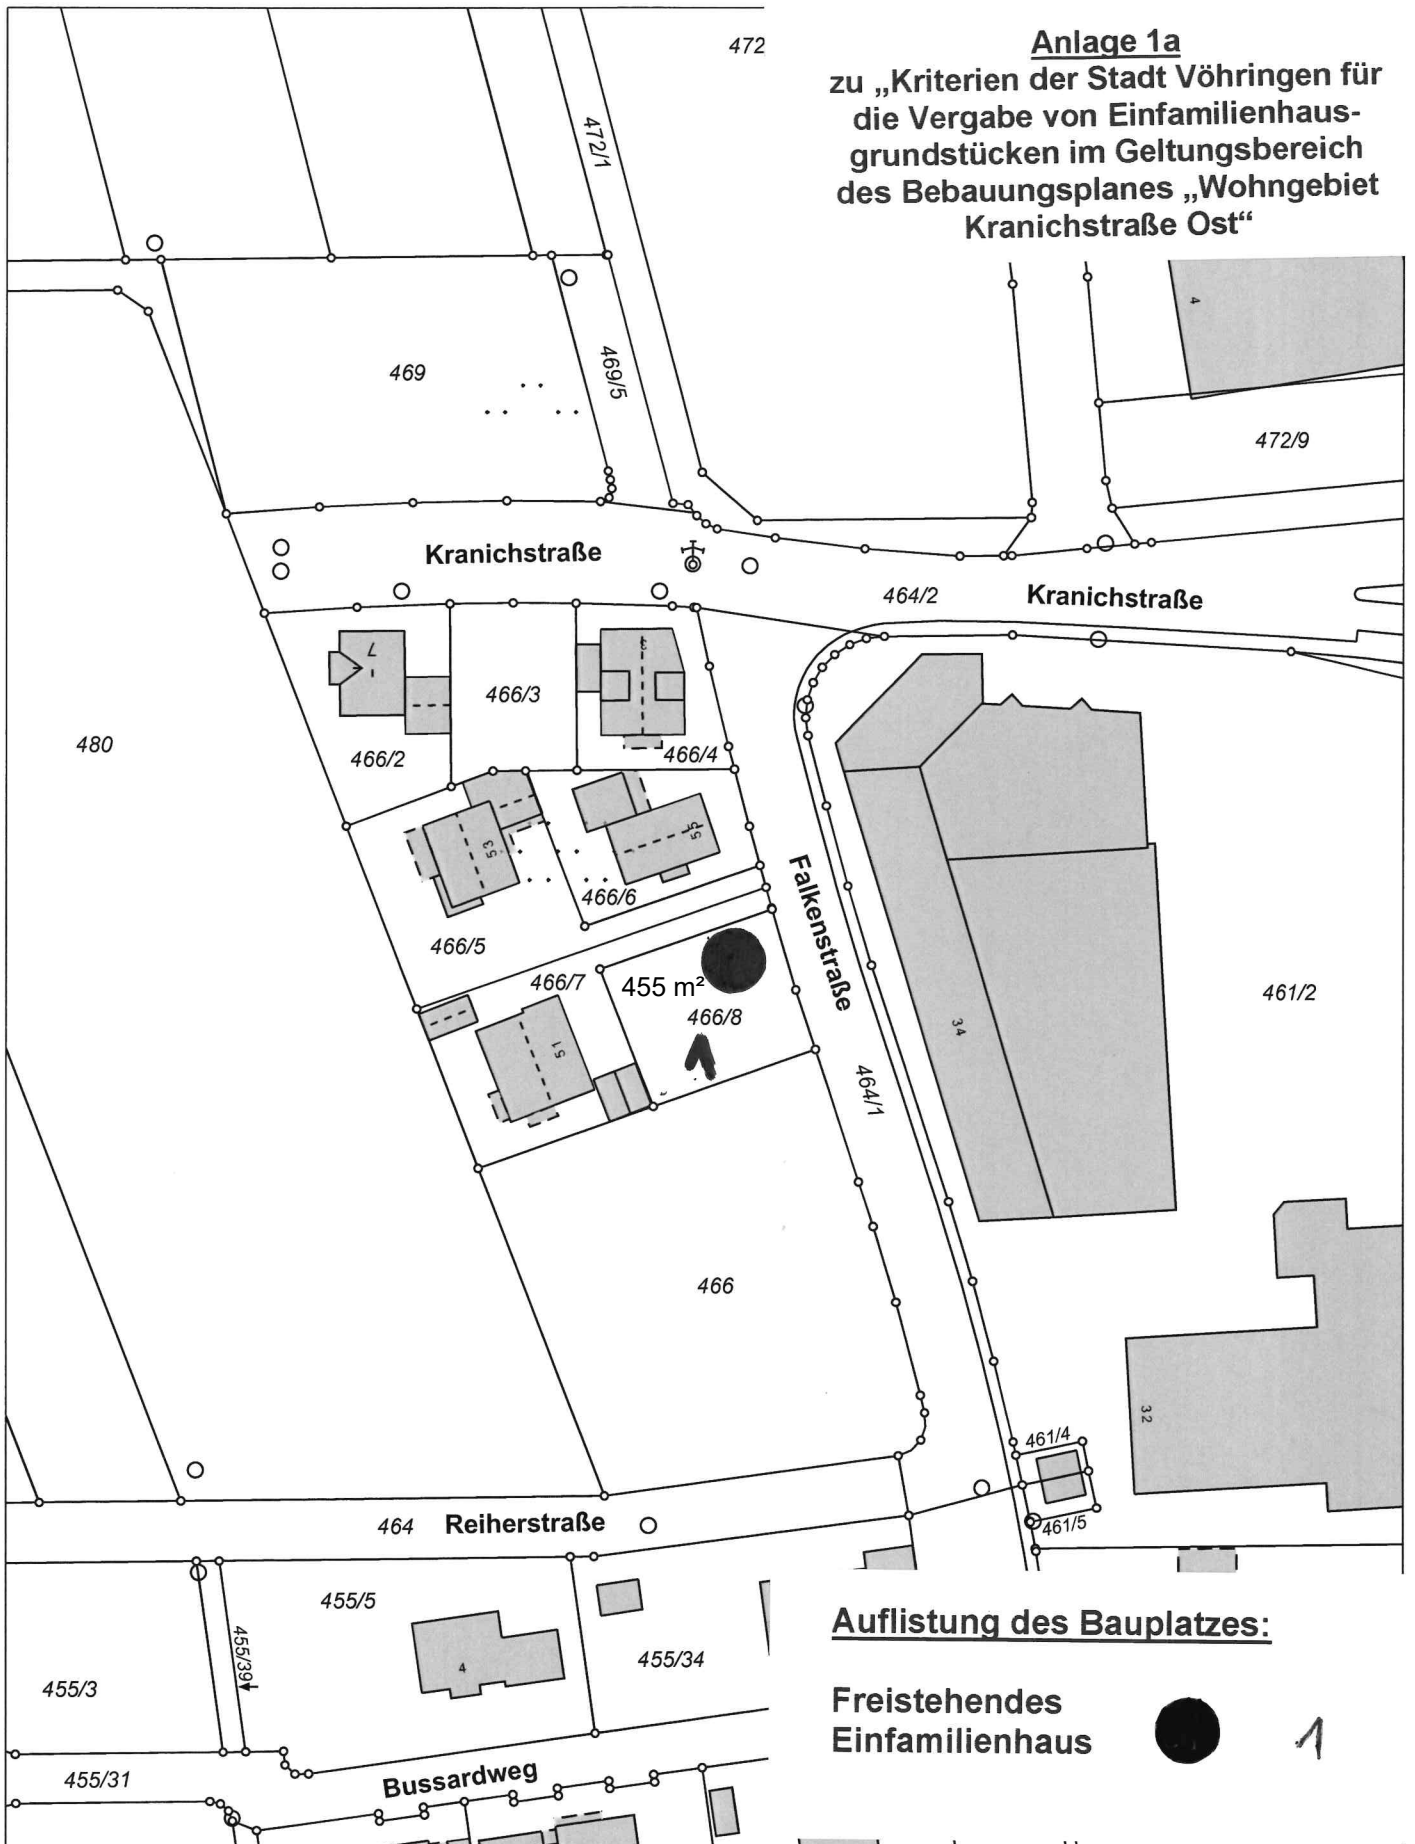 Anlage 1a
zu „Kriterien der Stadt Vöhringen für
die Vergabe von Einfamilienhaus-
grundstücken im Geltungsbereich
des Bebauungsplanes „Wohngebiet
Kranichstraße Ost“
472
472/1
4
469
469/5
472/9
Kranichstraße
464/2
Kranichstraße
7
3
466/3
480
466/2
466/4
53
55
466/6
Falkenstraße
466/5
466/7
455 m²
466/8
461/2
34
51
1
464/1
466
32
461/4
464
Reiherstraße
461/5
455/5
455/39
455/34
4
455/3
455/31
Bussardweg
Auflistung des Bauplatzes:
Freistehendes
Einfamilienhaus
1